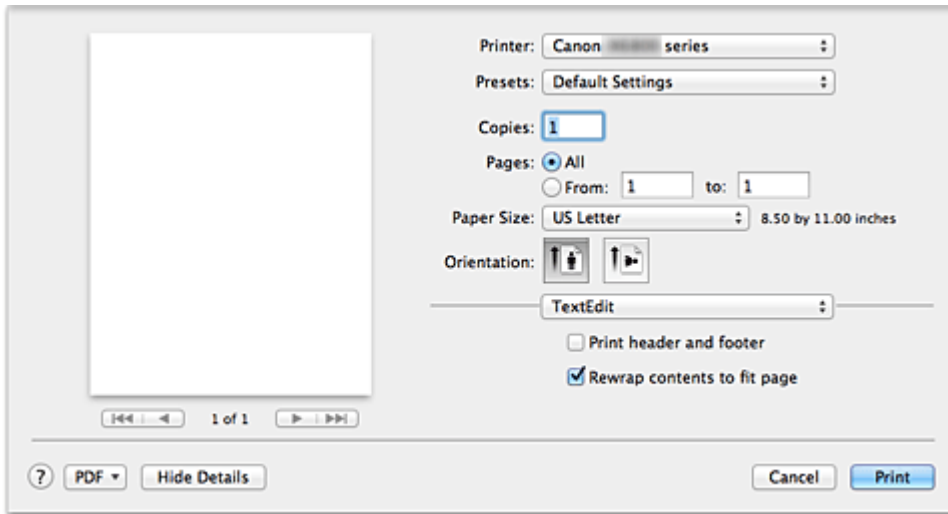 Printer: Canon series
Presets: Default Settings
Copies: 1
Pages: All
From: 1 to: 1
Paper Size: US Letter 8.50 by 11.00 inches
Orientation:
TextEdit
Print header and footer
Rewrap contents to fit page
1 of 1
? PDF Hide Details Cancel Print